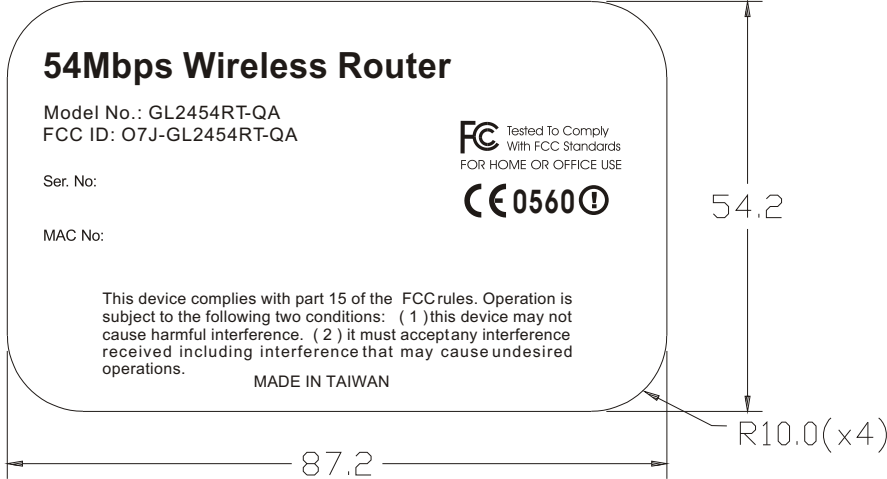 54Mbps Wireless Router
Model No.: GL2454RT-QA
FCC ID: O7J-GL2454RT-QA
FC Tested To Comply
With FCC Standards
FOR HOME OR OFFICE USE
Ser. No:
CE0560!
54.2
MAC No:
This device complies with part 15 of the FCC rules. Operation is
subject to the following two conditions: ( 1 ) this device may not
cause harmful interference. ( 2 ) it must accept any interference
received including interference that may cause undesired
operations.
MADE IN TAIWAN
R10.0(x4)
87.2